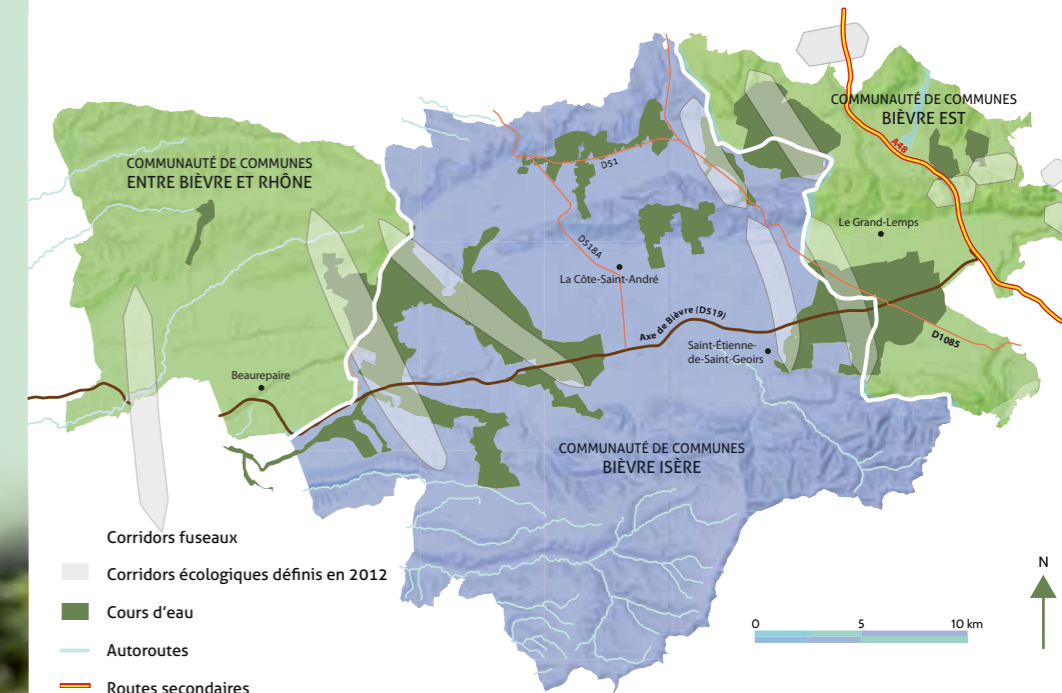 COMMUNAUTÉ DE COMMUNES
BIÈVRE EST
A48
COMMUNAUTÉ DE COMMUNES
ENTRE BIÈVRE ET RHÔNE
D51
Le Grand-Lemps
D518A
La Côte-Saint-André
Axe de Bièvre (D519)
D1085
Saint-Étienne-
de-Saint-Geoirs
Beaurepaire
COMMUNAUTÉ DE COMMUNES
BIÈVRE ISÈRE
Corridors fuseaux
Corridors écologiques définis en 2012
Cours d'eau
Autoroutes
Routes secondaires
N
0 5 10 km